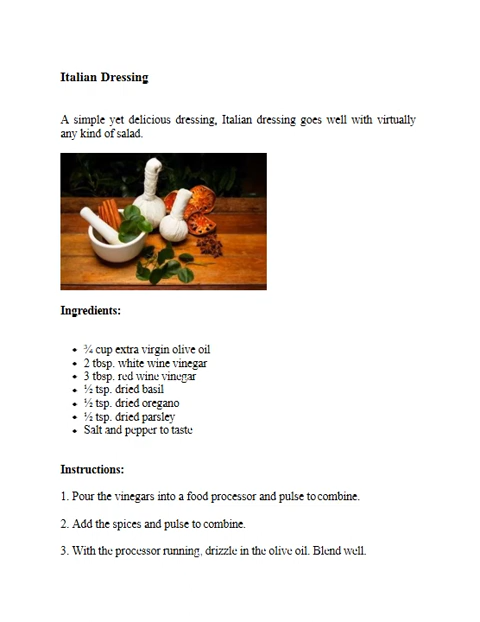 Italian Dressing
A simple yet delicious dressing, Italian dressing goes well with virtually
any kind of salad.
Ingredients:
• ¾ cup extra virgin olive oil
• 2 tbsp. white wine vinegar
• 3 tbsp. red wine vinegar
• ½ tsp. dried basil
• ½ tsp. dried oregano
• ½ tsp. dried parsley
• Salt and pepper to taste
Instructions:
1. Pour the vinegars into a food processor and pulse to combine.
2. Add the spices and pulse to combine.
3. With the processor running, drizzle in the olive oil. Blend well.